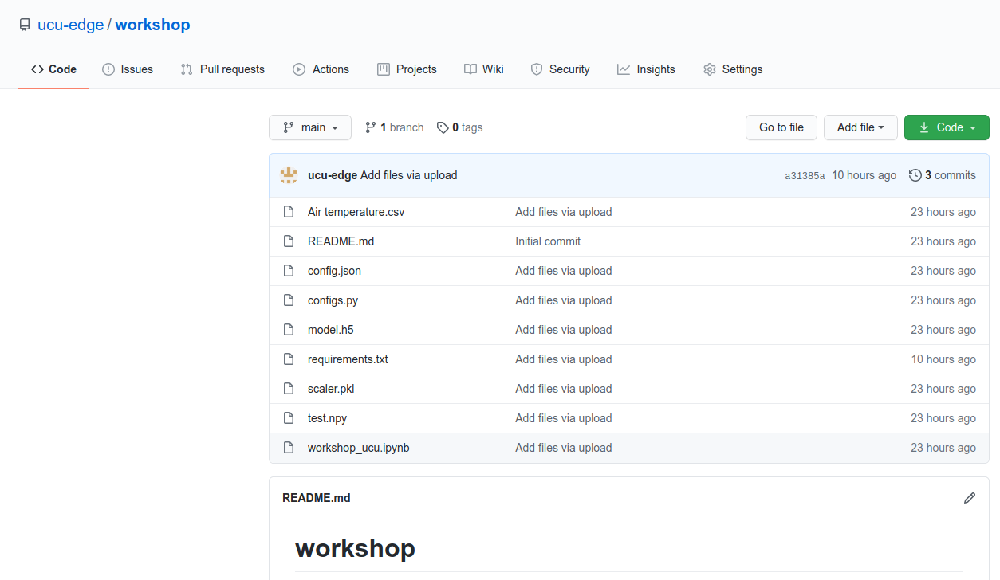 ucu-edge / workshop
Code Issues Pull requests Actions Projects Wiki Security Insights Settings
main 1 branch 0 tags Go to file Add file Code
ucu-edge Add files via upload a31385a 10 hours ago 3 commits
Air temperature.csv Add files via upload 23 hours ago
README.md Initial commit 23 hours ago
config.json Add files via upload 23 hours ago
configs.py Add files via upload 23 hours ago
model.h5 Add files via upload 23 hours ago
requirements.txt Add files via upload 10 hours ago
scaler.pkl Add files via upload 23 hours ago
test.npy Add files via upload 23 hours ago
workshop_ucu.ipynb Add files via upload 23 hours ago
README.md
workshop